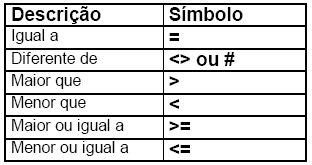 Descrição Símbolo
Igual a =
Diferente de <> ou #
Maior que >
Menor que <
Maior ou igual a >=
Menor ou igual a <=